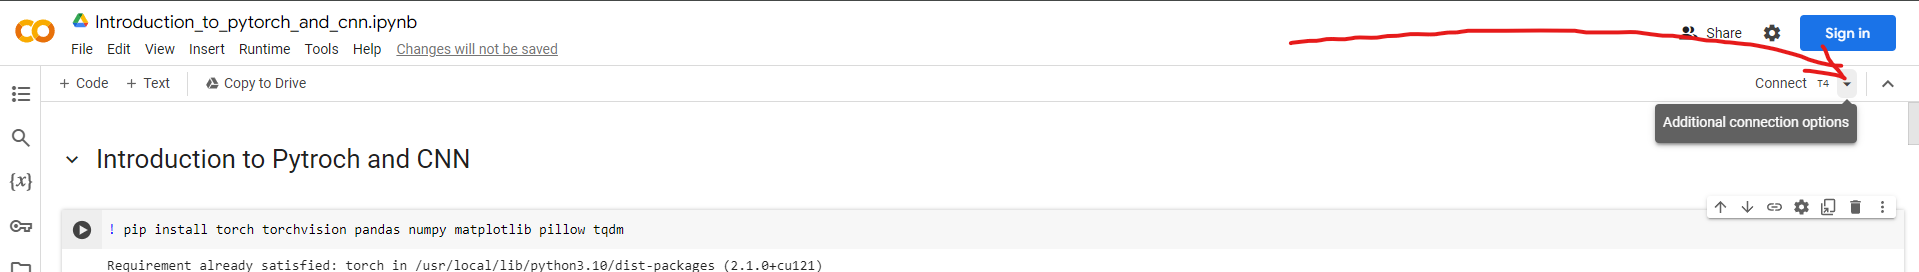 Introduction_to_pytorch_and_cnn.ipynb
File Edit View Insert Runtime Tools Help Changes will not be saved
Share
Sign in
+ Code + Text Copy to Drive
Connect T4
Additional connection options
Introduction to Pytroch and CNN
{x}
! pip install torch torchvision pandas numpy matplotlib pillow tqdm
Requirement already satisfied: torch in /usr/local/lib/python3.10/dist-packages (2.1.0+cu121)